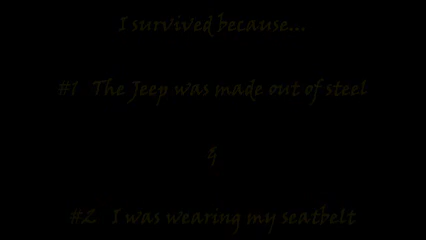 I survived because...
#1 The Jeep was made out of steel
&
#2 I was wearing my seatbelt